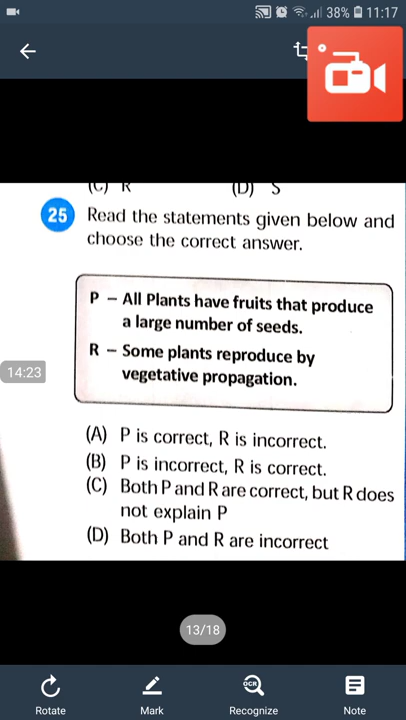 38% 11:17
(C) R (D) S
25 Read the statements given below and
choose the correct answer.
P – All Plants have fruits that produce
a large number of seeds.
R – Some plants reproduce by
vegetative propagation.
14:23
(A) P is correct, R is incorrect.
(B) P is incorrect, R is correct.
(C) Both P and R are correct, but R does
not explain P
(D) Both P and R are incorrect
13/18
OCR
Rotate Mark Recognize Note